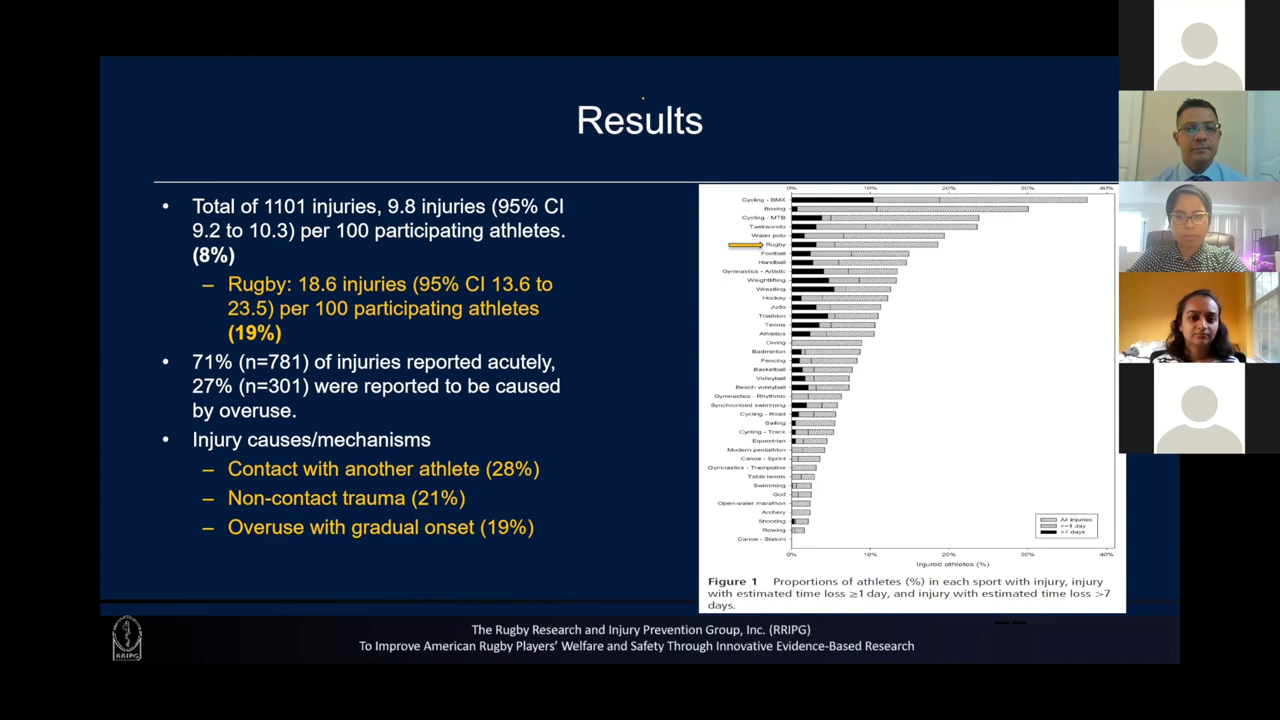 Results
• Total of 1101 injuries, 9.8 injuries (95% CI
9.2 to 10.3) per 100 participating athletes.
(8%)
– Rugby: 18.6 injuries (95% CI 13.6 to
23.5) per 100 participating athletes
(19%)
• 71% (n=781) of injuries reported acutely,
27% (n=301) were reported to be caused
by overuse.
• Injury causes/mechanisms
– Contact with another athlete (28%)
– Non-contact trauma (21%)
– Overuse with gradual onset (19%)
0% 10% 20% 30% 40%
Cycling - BMX
Boxing
Cycling - MTB
Taekwondo
Water polo
Rugby
Football
Handball
Gymnastics - Artistic
Weightlifting
Wrestling
Hockey
Judo
Triathlon
Tennis
Athletics
Diving
Badminton
Fencing
Basketball
Volleyball
Beach volleyball
Gymnastics - Rhythmic
Synchronised swimming
Cycling - Road
Sailing
Cycling - Track
Equestrian
Modern pentathlon
Canoe - Sprint
Gymnastics - Trampoline
Table tennis
Swimming
Golf
Open-water marathon
Archery
Shooting
Rowing
Canoe - Slalom
All injuries
>=1 day
>7 days
0% 10% 20% 30% 40%
Injured athletes (%)
Figure 1 Proportions of athletes (%) in each sport with injury, injury
with estimated time loss ≥1 day, and injury with estimated time loss >7
days.
RRIPG
The Rugby Research and Injury Prevention Group, Inc. (RRIPG)
To Improve American Rugby Players’ Welfare and Safety Through Innovative Evidence-Based Research